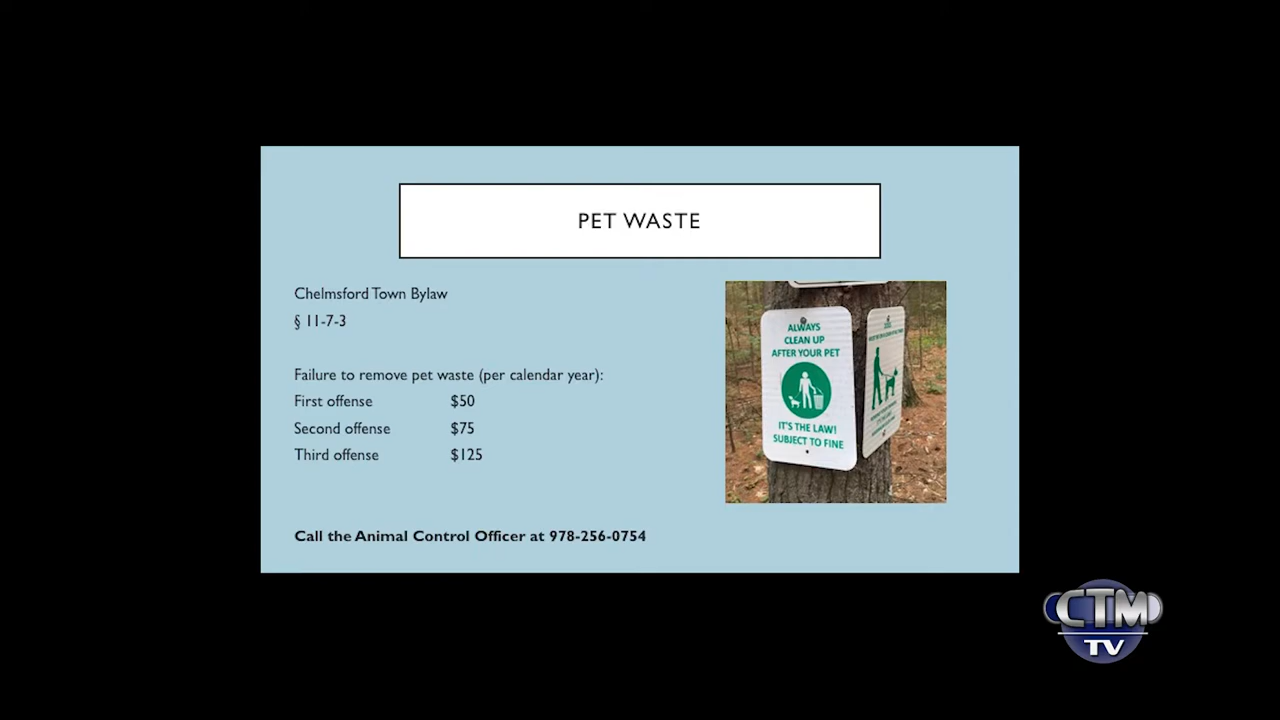 PET WASTE
Chelmsford Town Bylaw
§ 11-7-3
Failure to remove pet waste (per calendar year):
First offense $50
Second offense $75
Third offense $125
Call the Animal Control Officer at 978-256-0754
ALWAYS
CLEAN UP
AFTER YOUR PET
IT'S THE LAW!
SUBJECT TO FINE
CTM
TV